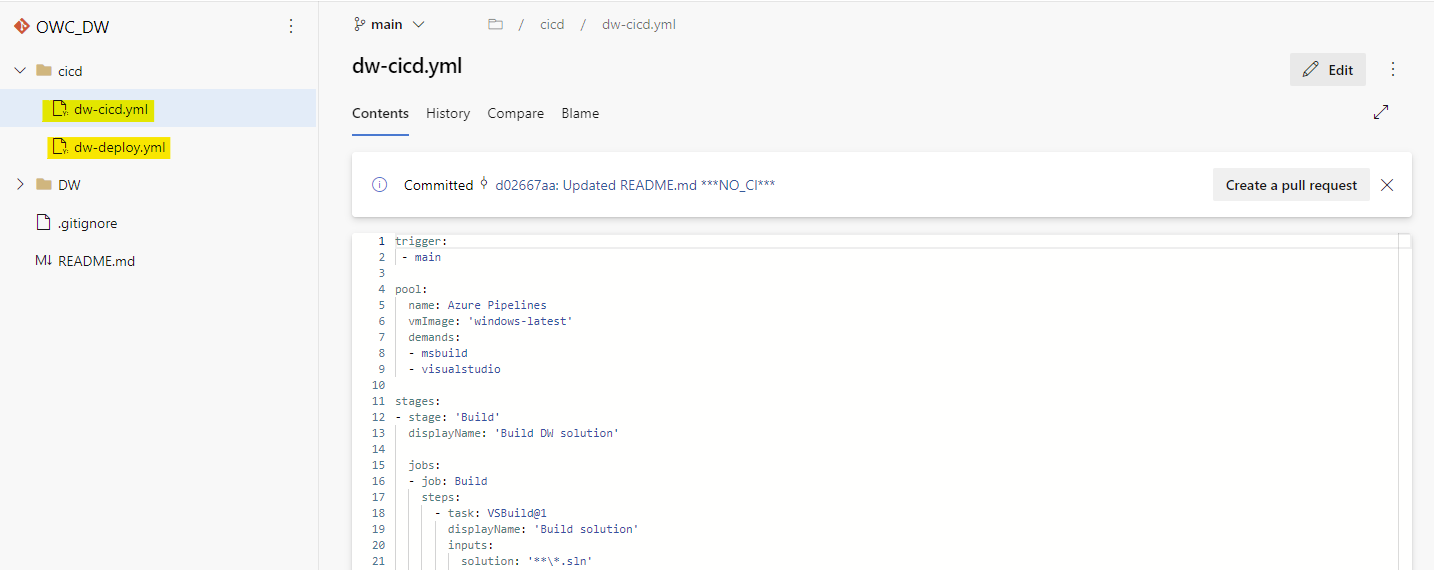 OWC_DW
cicd
dw-cicd.yml
dw-deploy.yml
DW
.gitignore
M↓ README.md
main
/ cicd / dw-cicd.yml
dw-cicd.yml
Edit
Contents History Compare Blame
Committed d02667aa: Updated README.md ***NO_CI***
Create a pull request
1 trigger:
2 - main
3
4 pool:
5 name: Azure Pipelines
6 vmImage: 'windows-latest'
7 demands:
8 - msbuild
9 - visualstudio
10
11 stages:
12 - stage: 'Build'
13 displayName: 'Build DW solution'
14
15 jobs:
16 - job: Build
17 steps:
18 - task: VSBuild@1
19 displayName: 'Build solution'
20 inputs:
21 solution: '**\*.sln'